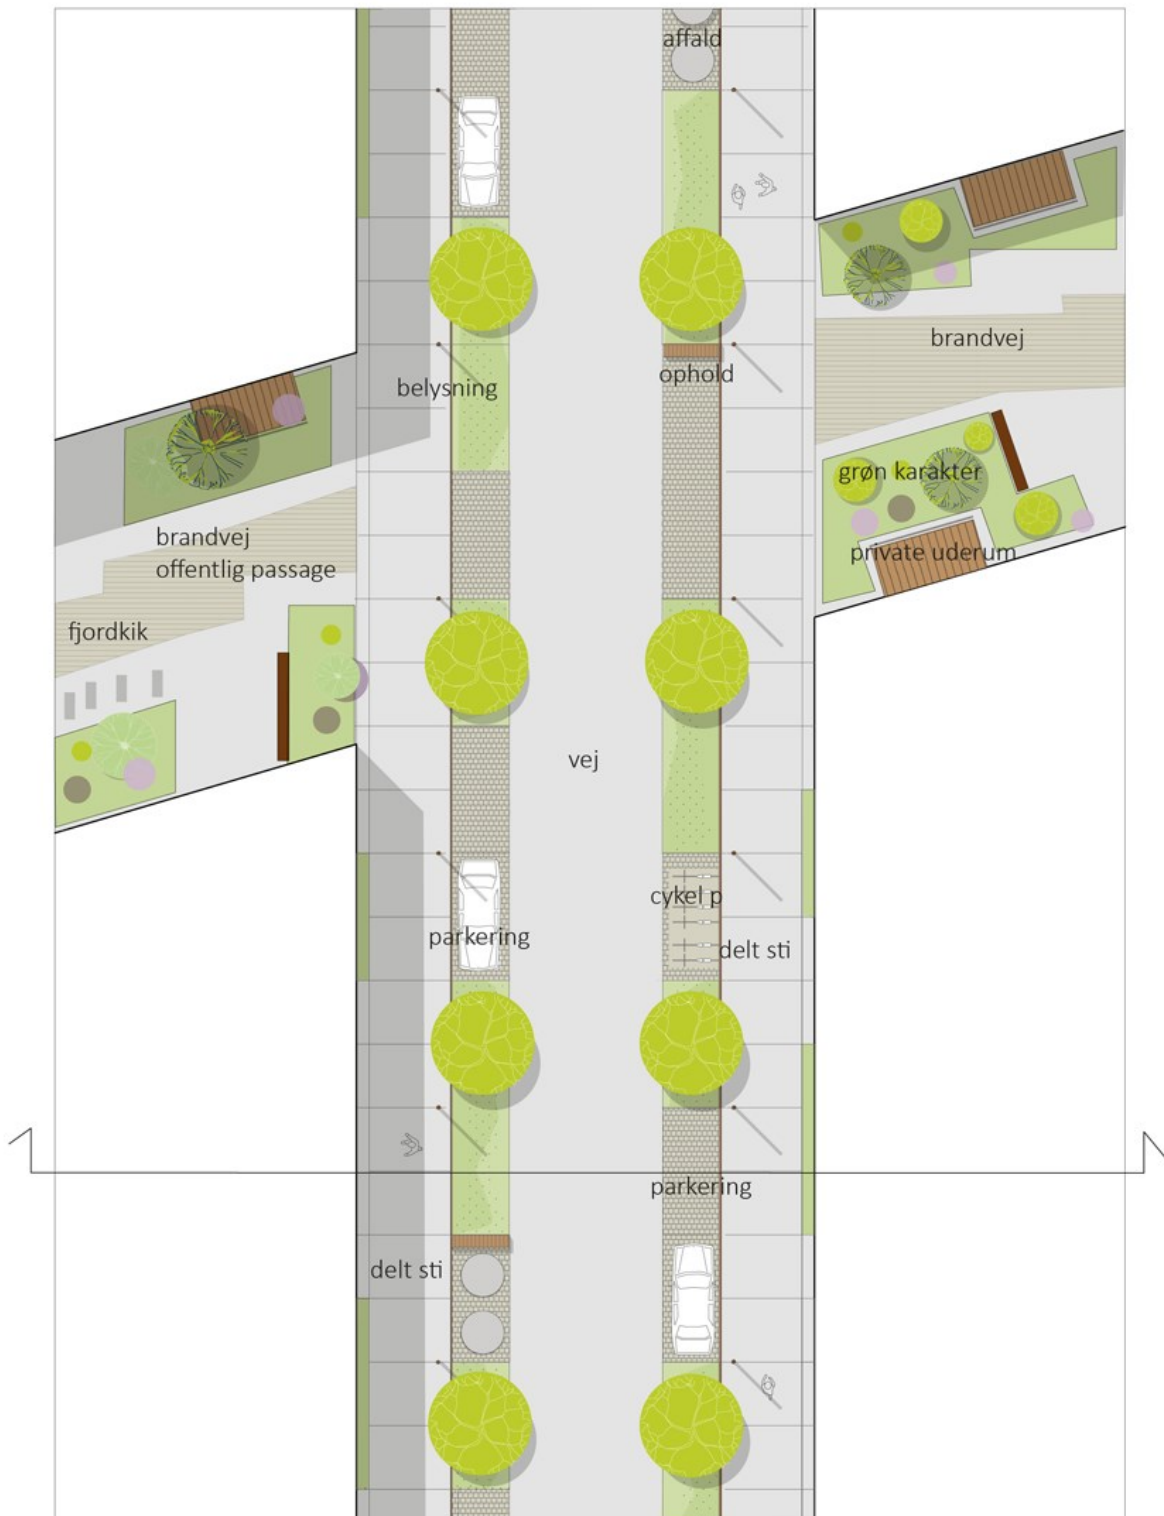 affald
brandvej
ophold
belysning
grøn karakter
brandvej
offentlig passage
private uderum
fjordkik
vej
cykel p
parkering
delt sti
parkering
delt sti